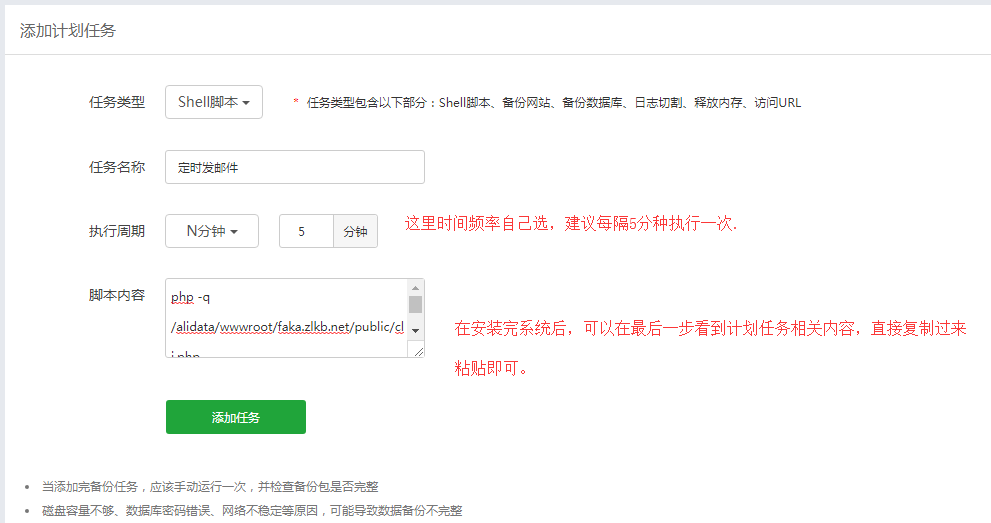 添加计划任务
任务类型 Shell脚本 * 任务类型包含以下部分：Shell脚本、备份网站、备份数据库、日志切割、释放内存、访问URL
任务名称 定时发邮件
执行周期 N分钟 5 分钟 这里时间频率自己选，建议每隔5分种执行一次.
脚本内容 php -q
/alidata/wwwroot/faka.zlkb.net/public/cl
i.php
在安装完系统后，可以在最后一步看到计划任务相关内容，直接复制过来
粘贴即可。
添加任务
当添加完备份任务，应该手动运行一次，并检查备份包是否完整
磁盘容量不够、数据库密码错误、网络不稳定等原因，可能导致数据备份不完整